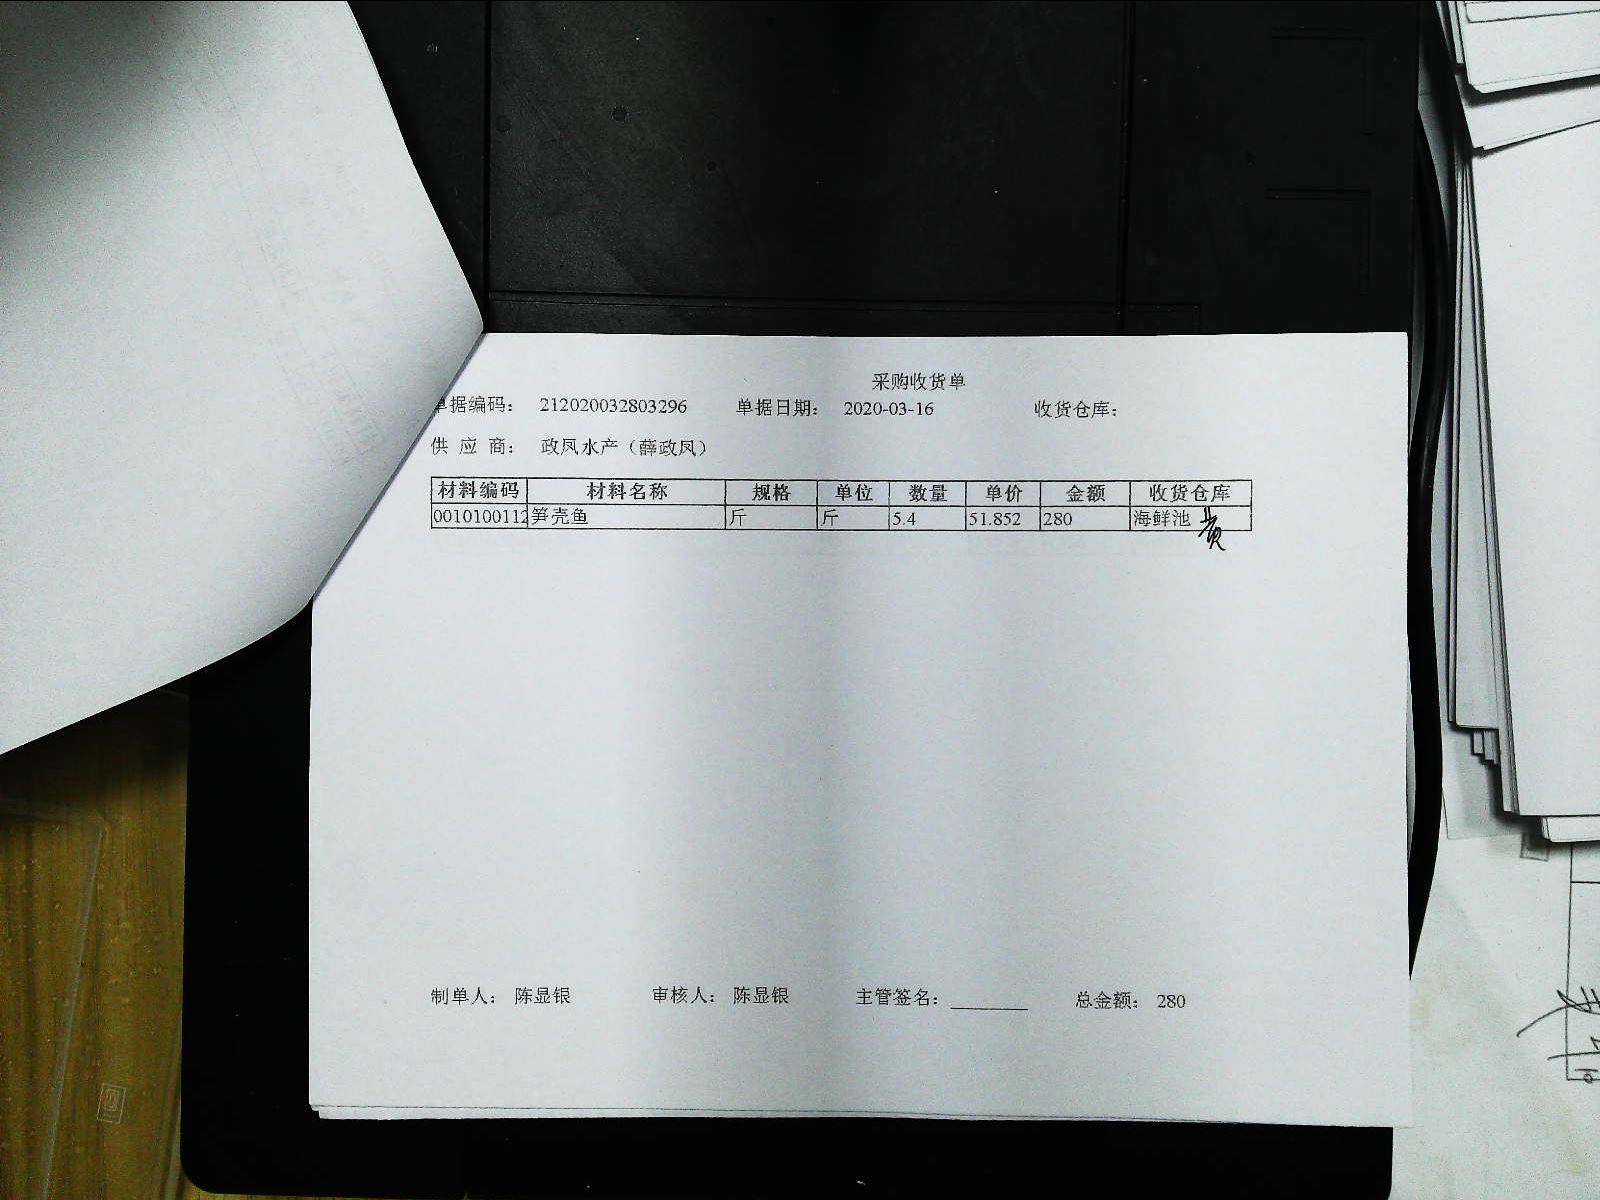 采购收货单
单据编码： 212020032803296 单据日期： 2020-03-16 收货仓库：
供 应 商： 政凤水产（薛政凤）
材料编码 材料名称 规格 单位 数量 单价 金额 收货仓库
0010100112 笋壳鱼 斤 斤 5.4 51.852 280 海鲜池
制单人： 陈显银 审核人： 陈显银 主管签名： 总金额： 280